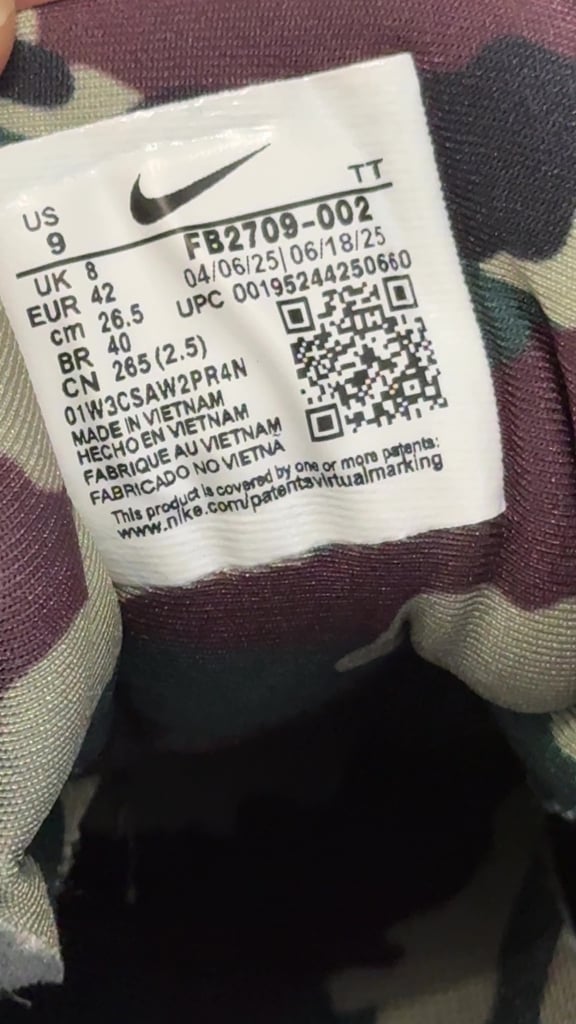 TT
US
9
UK 8
EUR 42
cm 26.5
BR 40
CN 265 (2.5)
FB2709-002
04/06/25|06/18/25
UPC 00195244250660
01W3CSAW2PR4N
MADE IN VIETNAM
HECHO EN VIETNAM
FABRIQUE AU VIETNAM
FABRICADO NO VIETNÃ
This product is covered by one or more patents:
www.nike.com/patentsvirtualmarking